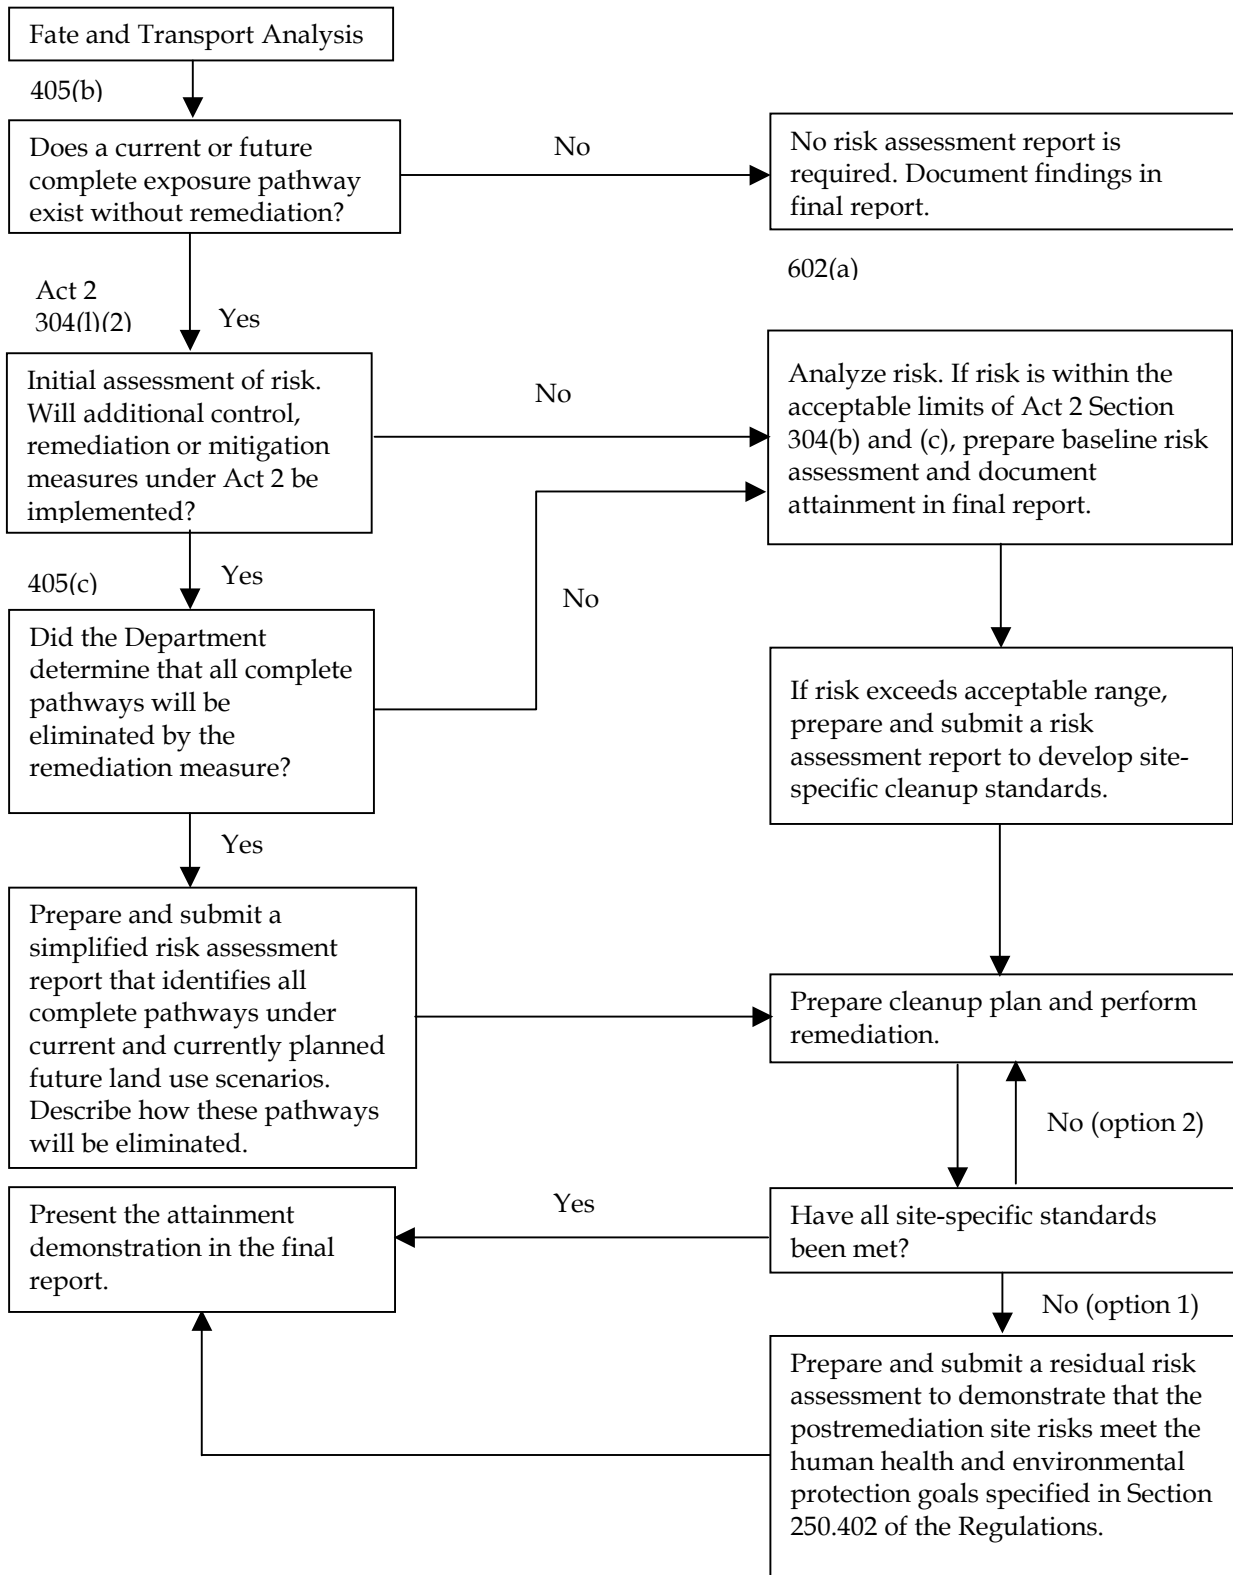 Fate and Transport Analysis
405(b)
Does a current or future
complete exposure pathway
exist without remediation?
No
No risk assessment report is
required. Document findings in
final report.
602(a)
Act 2
304(l)(2)
Yes
Initial assessment of risk.
Will additional control,
remediation or mitigation
measures under Act 2 be
implemented?
No
Analyze risk. If risk is within the
acceptable limits of Act 2 Section
304(b) and (c), prepare baseline risk
assessment and document
attainment in final report.
405(c)
Yes
No
Did the Department
determine that all complete
pathways will be
eliminated by the
remediation measure?
If risk exceeds acceptable range,
prepare and submit a risk
assessment report to develop site-
specific cleanup standards.
Yes
Prepare and submit a
simplified risk assessment
report that identifies all
complete pathways under
current and currently planned
future land use scenarios.
Describe how these pathways
will be eliminated.
Prepare cleanup plan and perform
remediation.
No (option 2)
Present the attainment
demonstration in the final
report.
Yes
Have all site-specific standards
been met?
No (option 1)
Prepare and submit a residual risk
assessment to demonstrate that the
postremediation site risks meet the
human health and environmental
protection goals specified in Section
250.402 of the Regulations.